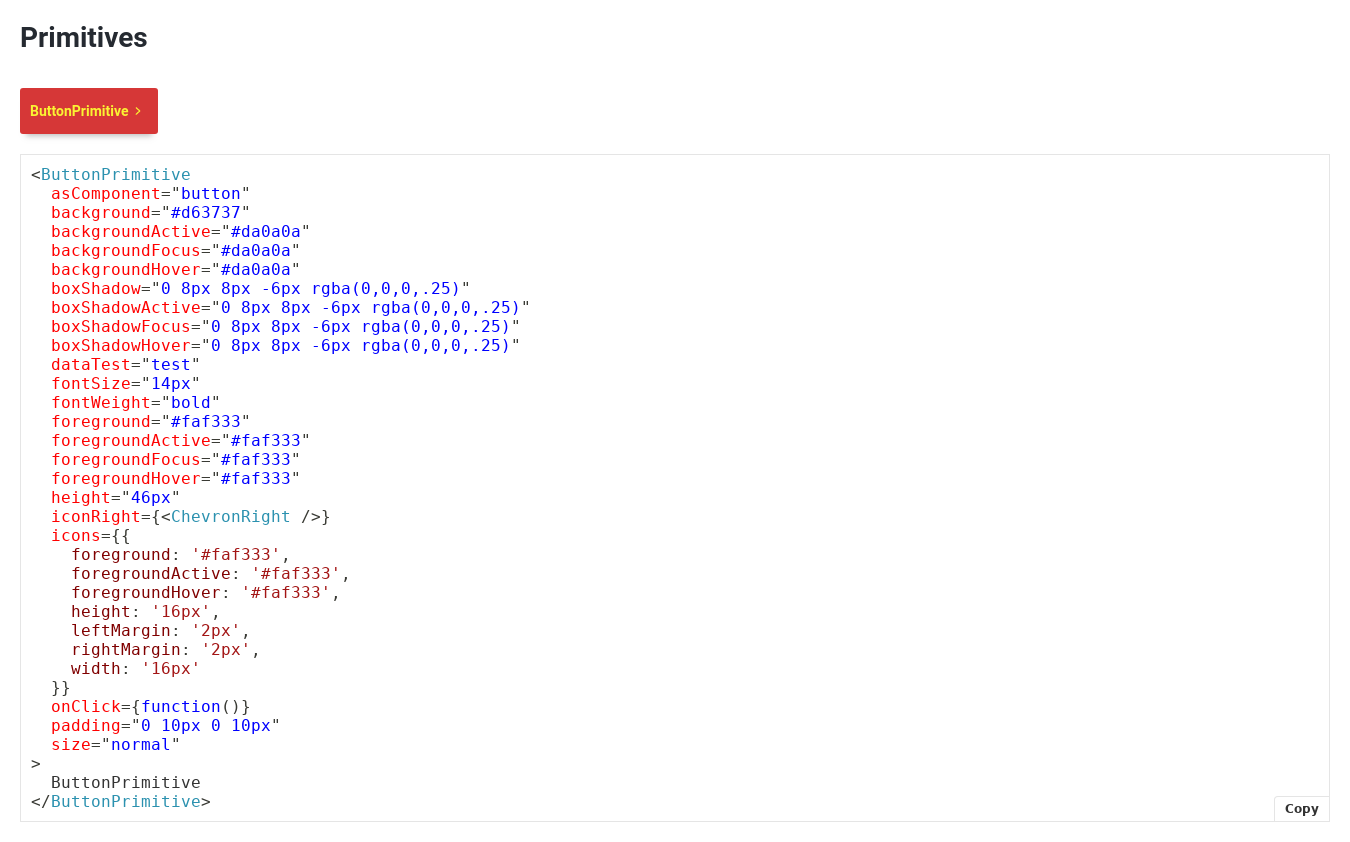 Primitives
ButtonPrimitive
<ButtonPrimitive
  asComponent="button"
  background="#d63737"
  backgroundActive="#da0a0a"
  backgroundFocus="#da0a0a"
  backgroundHover="#da0a0a"
  boxShadow="0 8px 8px -6px rgba(0,0,0,.25)"
  boxShadowActive="0 8px 8px -6px rgba(0,0,0,.25)"
  boxShadowFocus="0 8px 8px -6px rgba(0,0,0,.25)"
  boxShadowHover="0 8px 8px -6px rgba(0,0,0,.25)"
  dataTest="test"
  fontSize="14px"
  fontWeight="bold"
  foreground="#faf333"
  foregroundActive="#faf333"
  foregroundFocus="#faf333"
  foregroundHover="#faf333"
  height="46px"
  iconRight={<ChevronRight />}
  icons={{
    foreground: '#faf333',
    foregroundActive: '#faf333',
    foregroundHover: '#faf333',
    height: '16px',
    leftMargin: '2px',
    rightMargin: '2px',
    width: '16px'
  }}
  onClick={function()}
  padding="0 10px 0 10px"
  size="normal"
>
  ButtonPrimitive
</ButtonPrimitive>
Copy